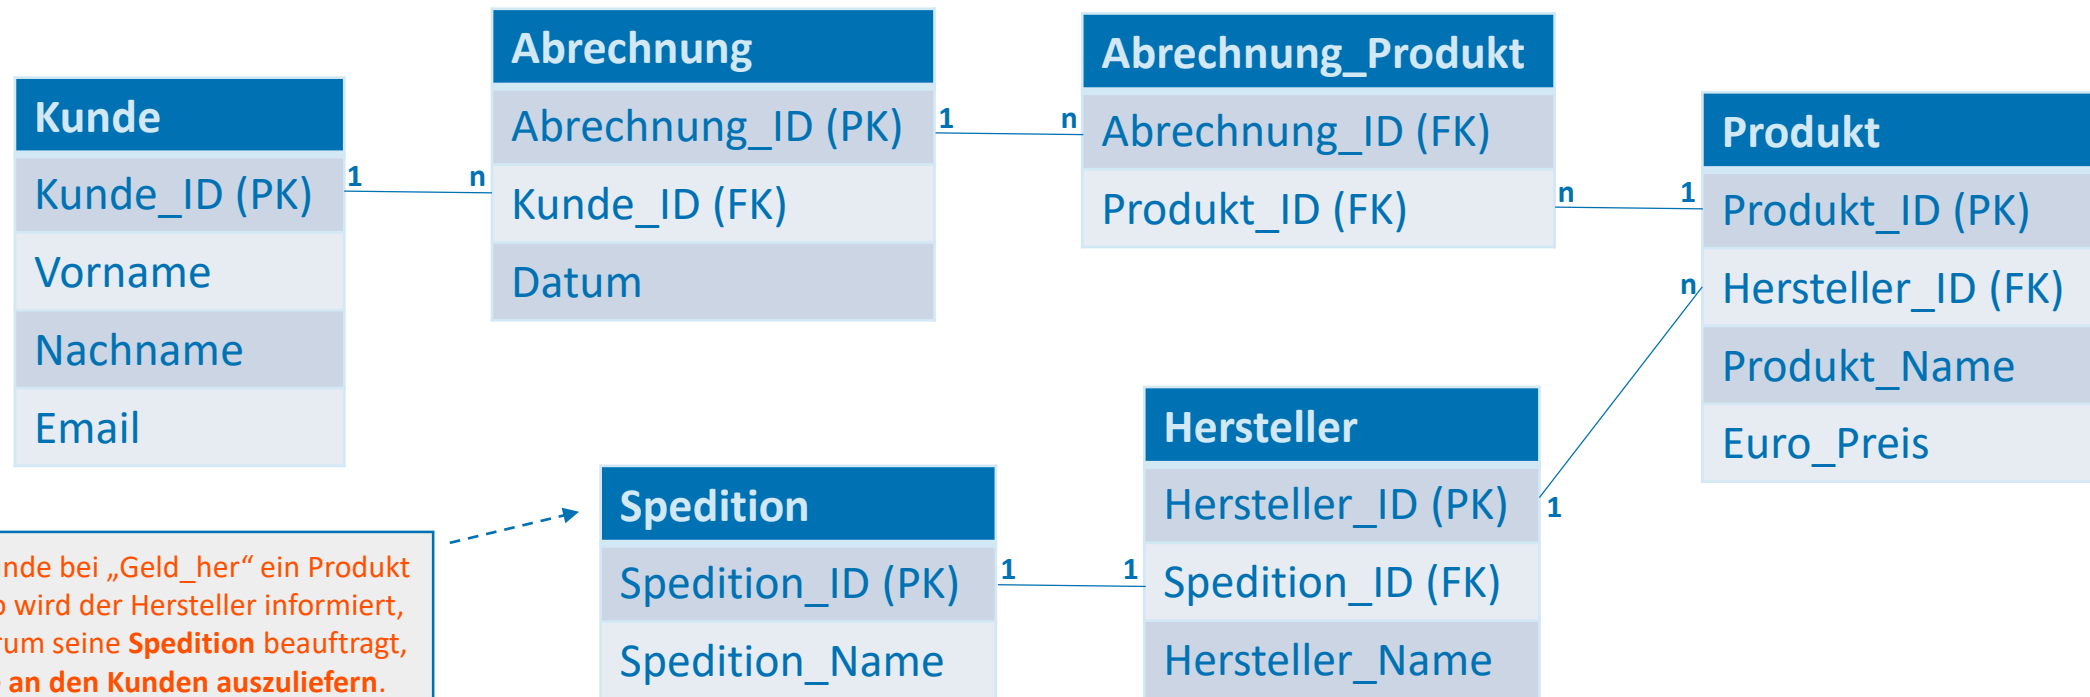 Kunde
Kunde_ID (PK)
Vorname
Nachname
Email
1
n
Abrechnung
Abrechnung_ID (PK)
Kunde_ID (FK)
Datum
1
n
Abrechnung_Produkt
Abrechnung_ID (FK)
Produkt_ID (FK)
n
1
Produkt
Produkt_ID (PK)
Hersteller_ID (FK)
Produkt_Name
Euro_Preis
n
1
Hersteller
Hersteller_ID (PK)
Spedition_ID (FK)
Hersteller_Name
1
1
Spedition
Spedition_ID (PK)
Spedition_Name
bei „Geld_her“ ein Produkt
wird der Hersteller informiert,
seine Spedition beauftragt,
an den Kunden auszuliefern.